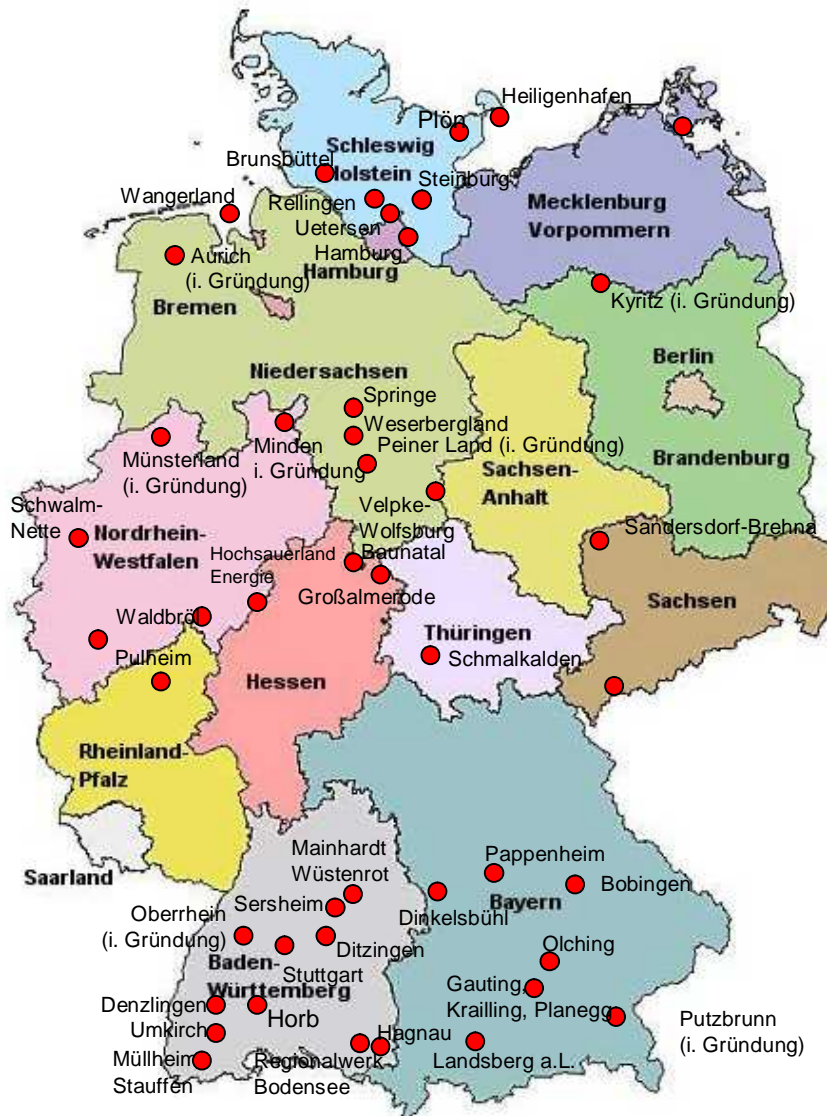 Heiligenhafen
Plön
Schleswig
Holstein
Brunsbüttel
Steinburg
Mecklenburg
Vorpommern
Wangerland
Rellingen
Uetersen
Hamburg
Aurich
(i. Gründung)
Hamburg
Bremen
Kyritz (i. Gründung)
Berlin
Niedersachsen
Springe
Weserbergland
Peiner Land (i. Gründung)
Minden
i. Gründung
Münsterland
(i. Gründung)
Sachsen-
Anhalt
Brandenburg
Schwalm-
Nette
Velpke-
Wolfsburg
Nordrhein-
Westfalen
Sandersdorf-Brehna
Hochsauerland
Energie
Baunatal
Großalmerode
Sachsen
Waldbröl
Thüringen
Schmalkalden
Pulheim
Hessen
Rheinland-
Pfalz
Saarland
Mainhardt
Wüstenrot
Pappenheim
Bobingen
Sersheim
Dinkelsbühl
Bayern
Oberrhein
(i. Gründung)
Ditzingen
Stuttgart
Olching
Baden-
Württemberg
Gauting,
Krailling, Planegg
Denzlingen
Horb
Umkirch
Putzbrunn
(i. Gründung)
Hagnau
Müllheim
Stauffen
Regionalwerk
Bodensee
Landsberg a.L.